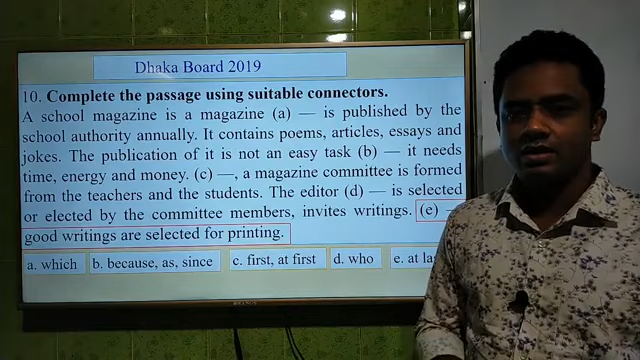 Dhaka Board 2019
10. Complete the passage using suitable connectors.
A school magazine is a magazine (a) — is published by the
school authority annually. It contains poems, articles, essays and
jokes. The publication of it is not an easy task (b) — it needs
time, energy and money. (c) —, a magazine committee is formed
from the teachers and the students. The editor (d) — is selected
or elected by the committee members, invites writings. (e) —
good writings are selected for printing.
a. which b. because, as, since c. first, at first d. who e. at